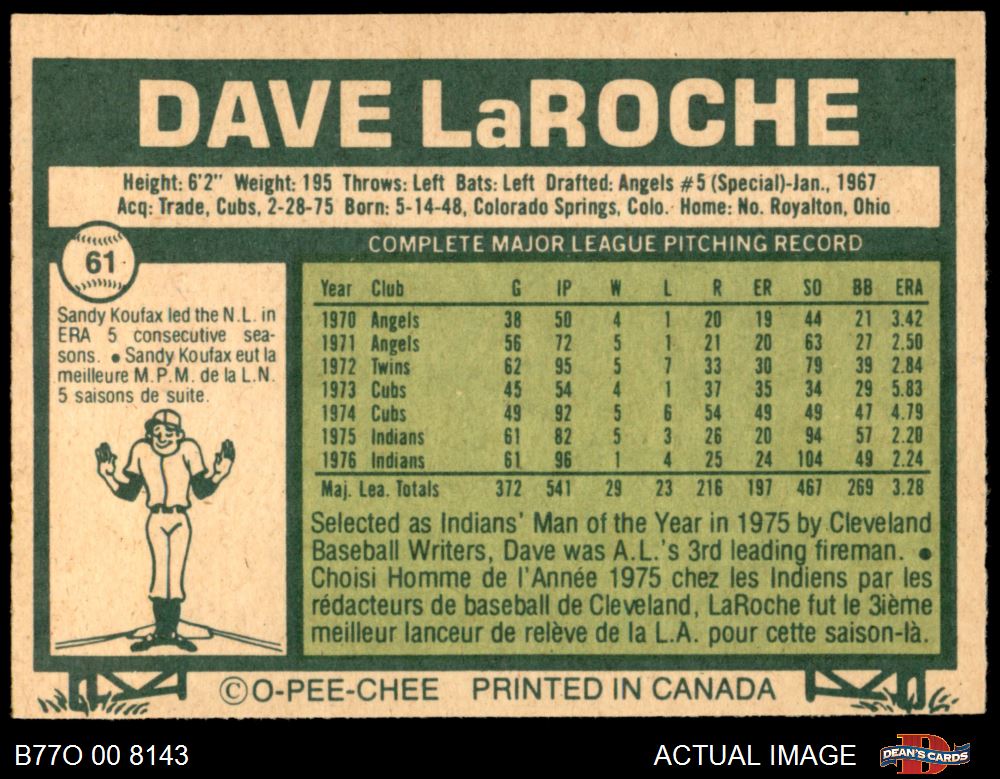 DAVE LaROCHE
Height: 6'2" Weight: 195 Throws: Left Bats: Left Drafted: Angels #5 (Special)-Jan., 1967
Acq: Trade, Cubs, 2-28-75 Born: 5-14-48, Colorado Springs, Colo. Home: No. Royalton, Ohio
61
Sandy Koufax led the N.L. in
ERA 5 consecutive sea-
sons. ● Sandy Koufax eut la
meilleure M.P.M. de la L.N.
5 saisons de suite.
COMPLETE MAJOR LEAGUE PITCHING RECORD
Year Club G IP W L R ER SO BB ERA
1970 Angels 38 50 4 1 20 19 44 21 3.42
1971 Angels 56 72 5 1 21 20 63 27 2.50
1972 Twins 62 95 5 7 33 30 79 39 2.84
1973 Cubs 45 54 4 1 37 35 34 29 5.83
1974 Cubs 49 92 5 6 54 49 49 47 4.79
1975 Indians 61 82 5 3 26 20 94 57 2.20
1976 Indians 61 96 1 4 25 24 104 49 2.24
Maj. Lea. Totals 372 541 29 23 216 197 467 269 3.28
Selected as Indians' Man of the Year in 1975 by Cleveland
Baseball Writers, Dave was A.L.'s 3rd leading fireman. ●
Choisi Homme de l'Année 1975 chez les Indiens par les
rédacteurs de baseball de Cleveland, LaRoche fut le 3ième
meilleur lanceur de relève de la L.A. pour cette saison-là.
©O-PEE-CHEE PRINTED IN CANADA
B77O 00 8143
ACTUAL IMAGE
D
DEAN'S CARDS